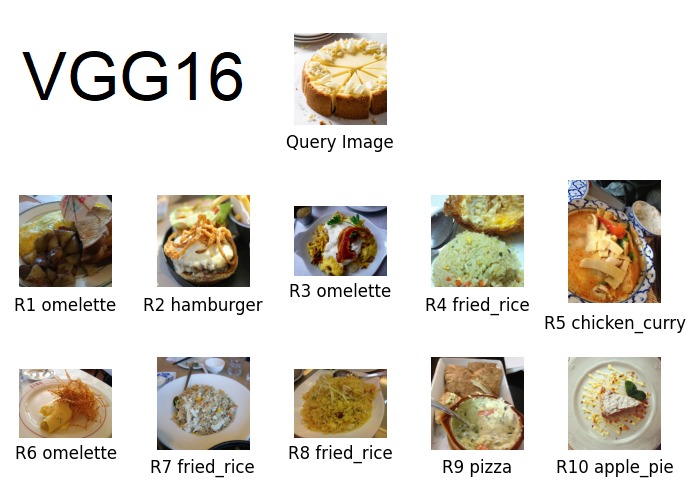 VGG16
Query Image
R1 omelette
R2 hamburger
R3 omelette
R4 fried_rice
R5 chicken_curry
R6 omelette
R7 fried_rice
R8 fried_rice
R9 pizza
R10 apple_pie